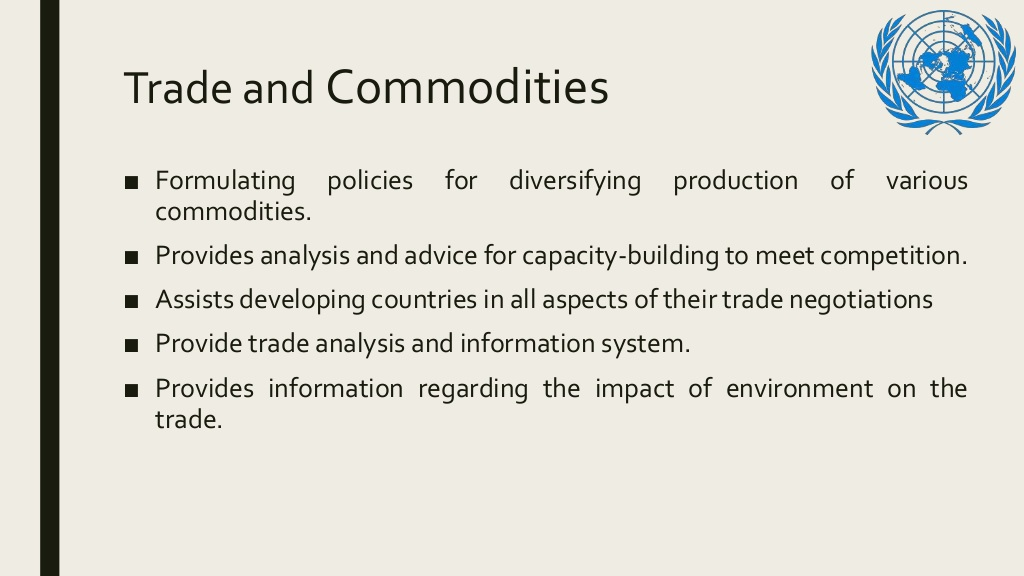 Trade and Commodities
■ Formulating policies for diversifying production of various
commodities.
■ Provides analysis and advice for capacity-building to meet competition.
■ Assists developing countries in all aspects of their trade negotiations
■ Provide trade analysis and information system.
■ Provides information regarding the impact of environment on the
trade.